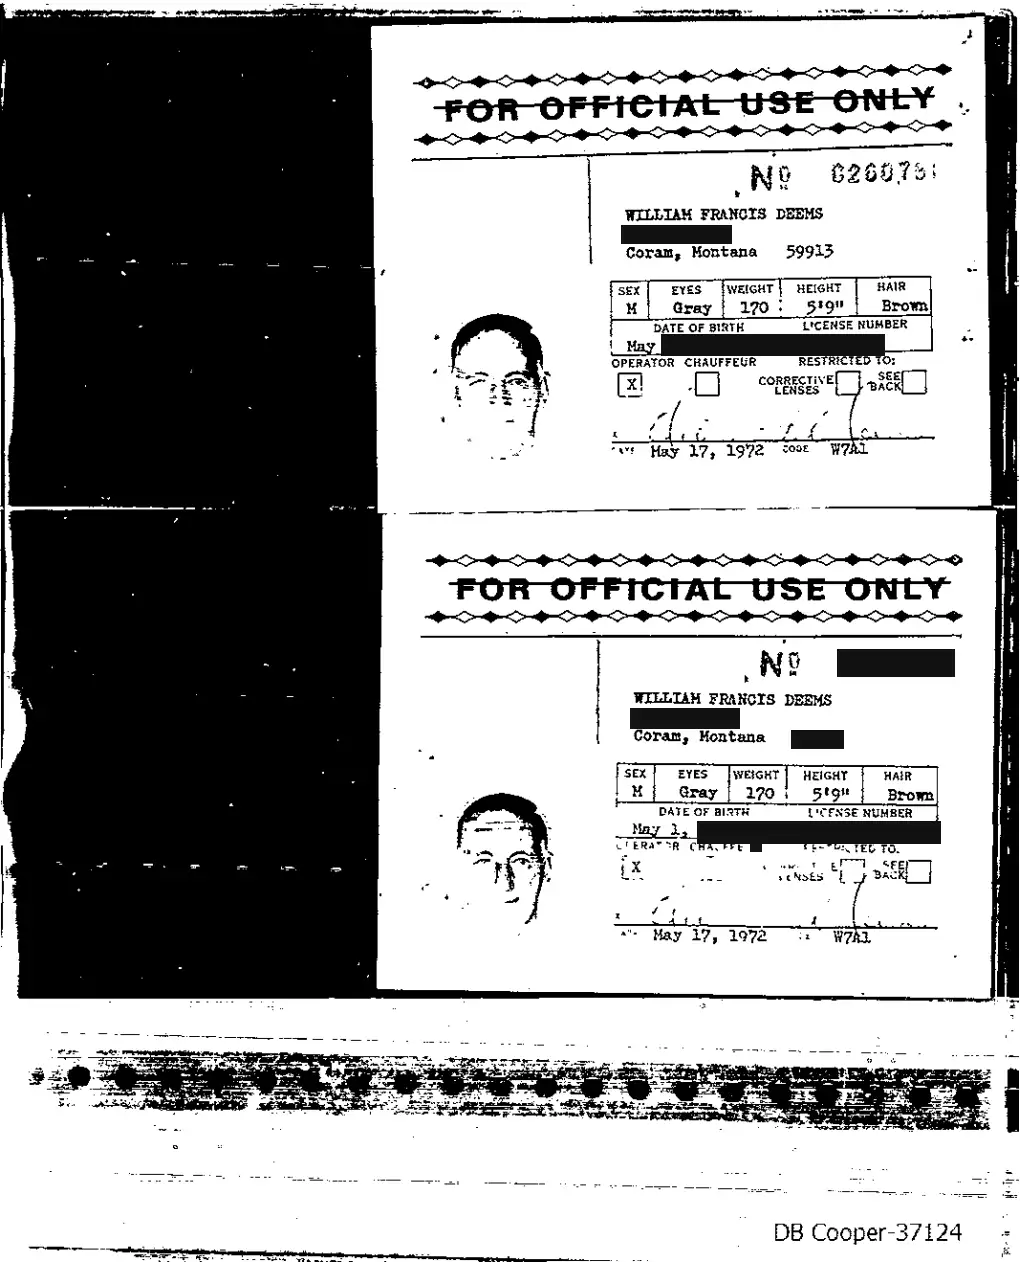 FOR OFFICIAL USE ONLY
Nº
WILLIAM FRANCIS DEEMS
Coram, Montana 59913
SEX EYES WEIGHT HEIGHT HAIR
M Gray 170 5'9" Brown
DATE OF BIRTH LICENSE NUMBER
May
OPERATOR CHAUFFEUR RESTRICTED TO:
X CORRECTIVE LENSES SEE BACK
May 17, 1972 CODE W7A1
FOR OFFICIAL USE ONLY
Nº
WILLIAM FRANCIS DEEMS
Coram, Montana
SEX EYES WEIGHT HEIGHT HAIR
M Gray 170 5'9" Brown
DATE OF BIRTH LICENSE NUMBER
May 1,
X SEE BACK
May 17, 1972 W7A1
DB Cooper-37124